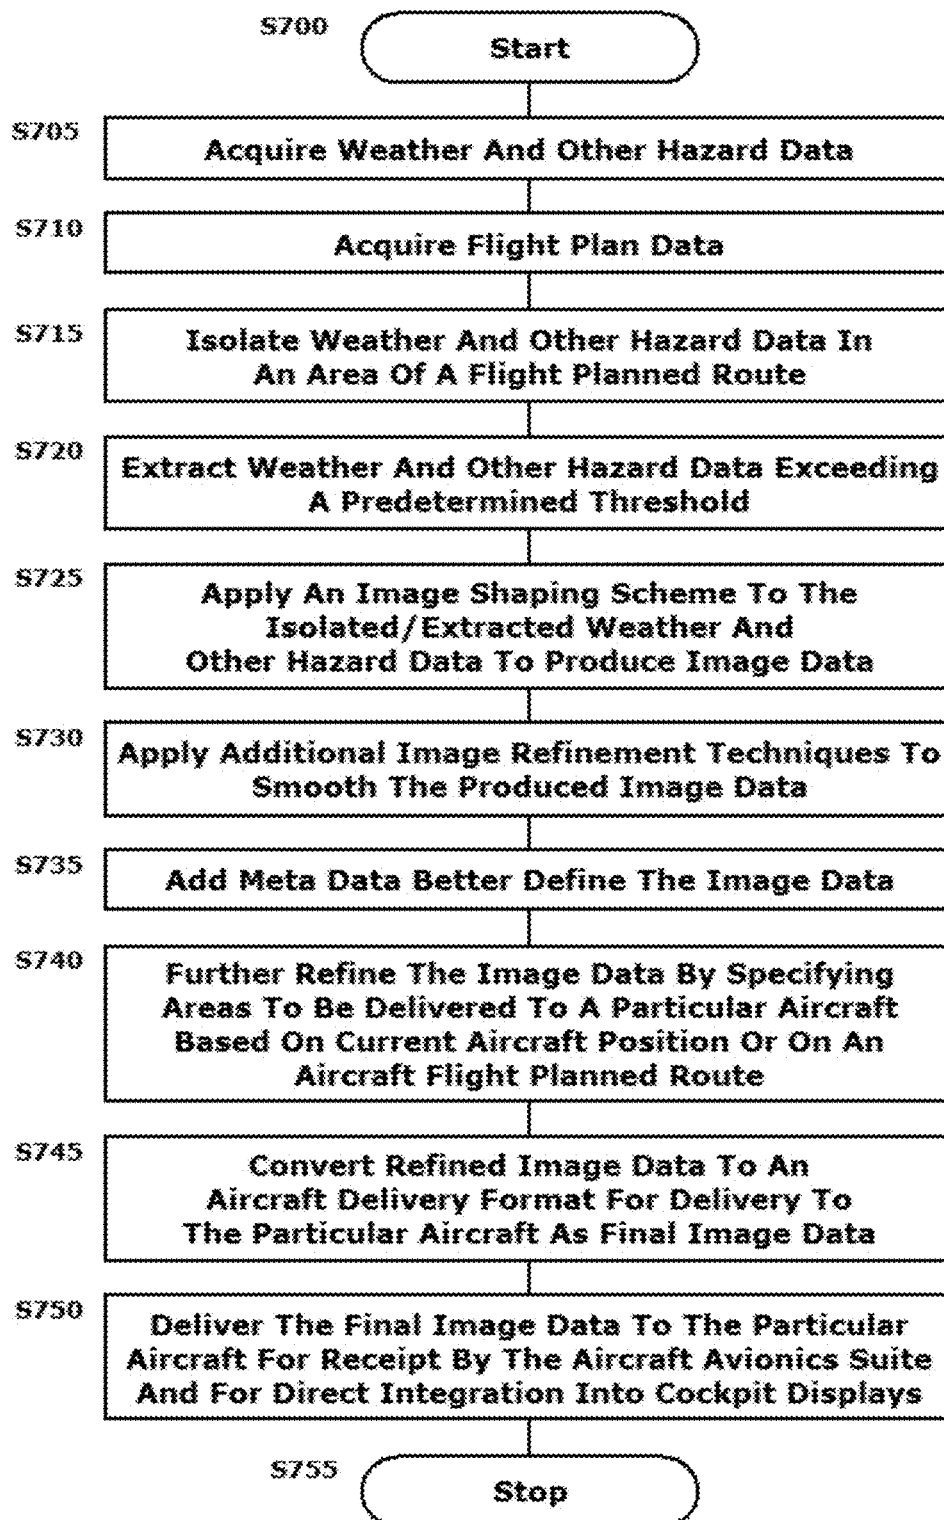 S700
Start
S705
Acquire Weather And Other Hazard Data
S710
Acquire Flight Plan Data
S715
Isolate Weather And Other Hazard Data In
An Area Of A Flight Planned Route
S720
Extract Weather And Other Hazard Data Exceeding
A Predetermined Threshold
S725
Apply An Image Shaping Scheme To The
Isolated/Extracted Weather And
Other Hazard Data To Produce Image Data
S730
Apply Additional Image Refinement Techniques To
Smooth The Produced Image Data
S735
Add Meta Data Better Define The Image Data
S740
Further Refine The Image Data By Specifying
Areas To Be Delivered To A Particular Aircraft
Based On Current Aircraft Position Or On An
Aircraft Flight Planned Route
S745
Convert Refined Image Data To An
Aircraft Delivery Format For Delivery To
The Particular Aircraft As Final Image Data
S750
Deliver The Final Image Data To The Particular
Aircraft For Receipt By The Aircraft Avionics Suite
And For Direct Integration Into Cockpit Displays
S755
Stop